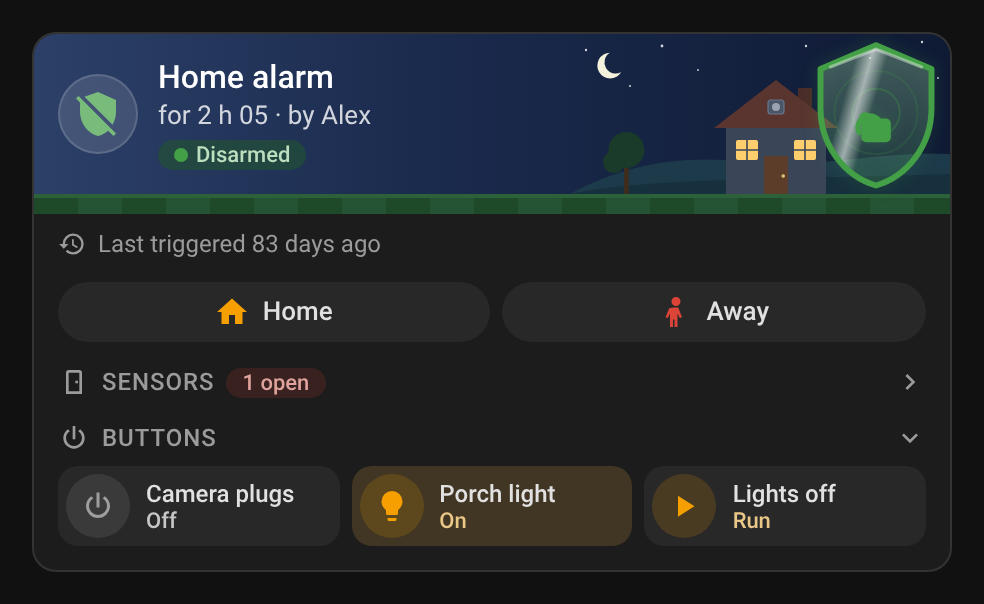 Home alarm
for 2 h 05 · by Alex
Disarmed
Last triggered 83 days ago
Home
Away
SENSORS
1 open
BUTTONS
Camera plugs
Off
Porch light
On
Lights off
Run